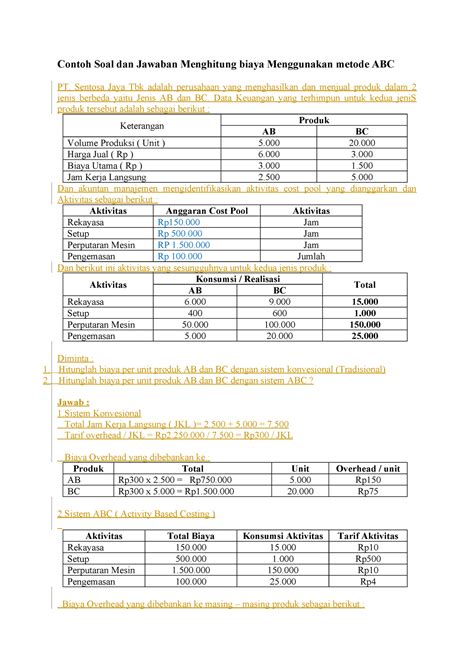 Contoh Soal dan Jawaban Menghitung biaya Menggunakan metode ABC
PT. Sentosa Jaya Tbk adalah perusahaan yang menghasilkan dan menjual produk dalam 2
jenis berbeda yaitu Jenis AB dan BC. Data Keuangan yang terhimpun untuk kedua jeniS
produk tersebut adalah sebagai berikut :
Keterangan Produk
AB BC
Volume Produksi ( Unit ) 5.000 20.000
Harga Jual ( Rp ) 6.000 3.000
Biaya Utama ( Rp ) 3.000 1.500
Jam Kerja Langsung 2.500 5.000
Dan akuntan manajemen mengidentifikasikan aktivitas cost pool yang dianggarkan dan
Aktivitas sebagai berikut :
Aktivitas Anggaran Cost Pool Aktivitas
Rekayasa Rp150.000 Jam
Setup Rp 500.000 Jam
Perputaran Mesin RP 1.500.000 Jam
Pengemasan Rp 100.000 Jumlah
Dan berikut ini aktivitas yang sesungguhnya untuk kedua jenis produk :
Aktivitas Konsumsi / Realisasi Total
AB BC
Rekayasa 6.000 9.000 15.000
Setup 400 600 1.000
Perputaran Mesin 50.000 100.000 150.000
Pengemasan 5.000 20.000 25.000
Diminta :
1. Hitunglah biaya per unit produk AB dan BC dengan sistem konvesional (Tradisional)
2. Hitunglah biaya per unit produk AB dan BC dengan sistem ABC ?
Jawab :
1.Sistem Konvesional
Total Jam Kerja Langsung ( JKL )= 2.500 + 5.000 = 7.500
Tarif overhead / JKL = Rp2.250.000 / 7.500 = Rp300 / JKL
Biaya Overhead yang dibebankan ke :
Produk Total Unit Overhead / unit
AB Rp300 x 2.500 = Rp750.000 5.000 Rp150
BC Rp300 x 5.000 = Rp1.500.000 20.000 Rp75
2.Sistem ABC ( Activity Based Costing )
Aktivitas Total Biaya Konsumsi Aktivitas Tarif Aktivitas
Rekayasa 150.000 15.000 Rp10
Setup 500.000 1.000 Rp500
Perputaran Mesin 1.500.000 150.000 Rp10
Pengemasan 100.000 25.000 Rp4
Biaya Overhead yang dibebankan ke masing – masing produk sebagai berikut :